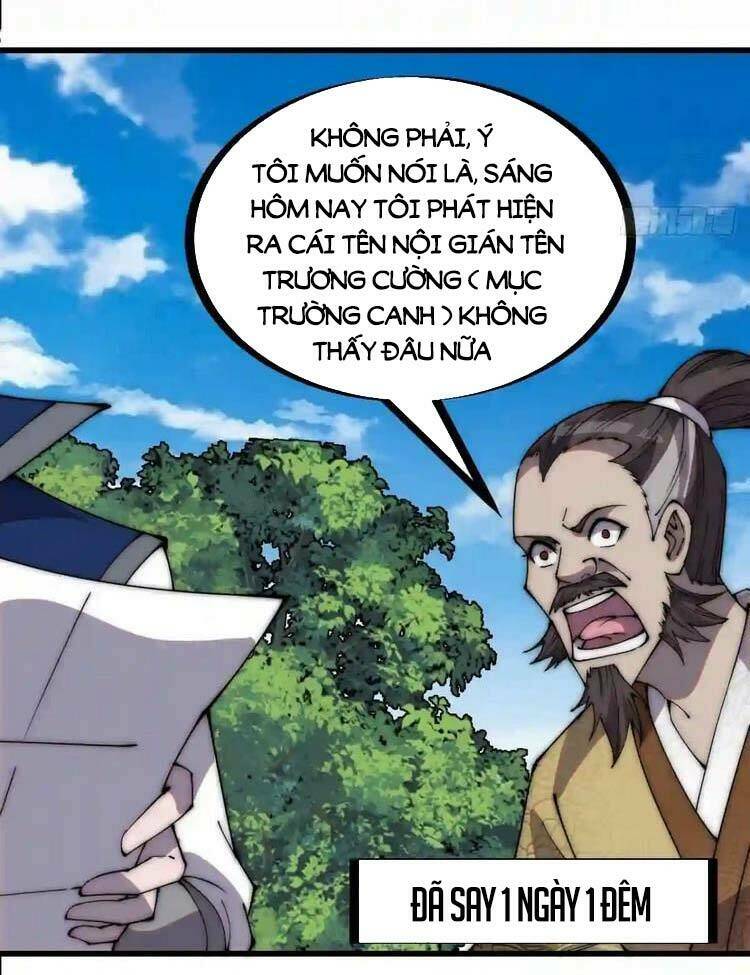 KHÔNG PHẢI, Ý
TÔI MUỐN NÓI LÀ, SÁNG
HÔM NAY TÔI PHÁT HIỆN
RA CÁI TÊN NỘI GIÁN TÊN
TRƯƠNG CƯỜNG ( MỤC
TRƯỜNG CANH ) KHÔNG
THẤY ĐÂU NỮA
ĐÃ SAY 1 NGÀY 1 ĐÊM